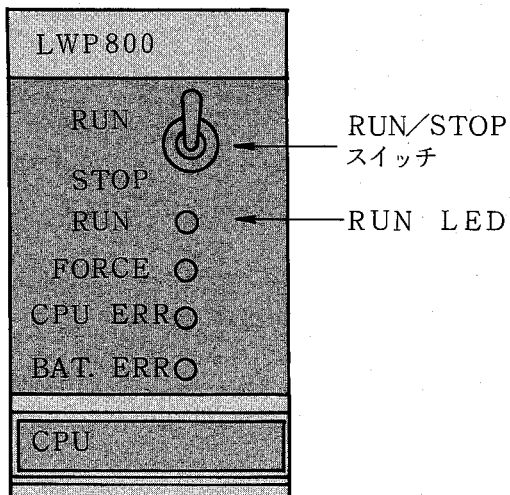 LWP800
RUN
STOP
RUN
FORCE
CPU ERR
BAT. ERR
CPU
RUN/STOP
スイッチ
RUN LED